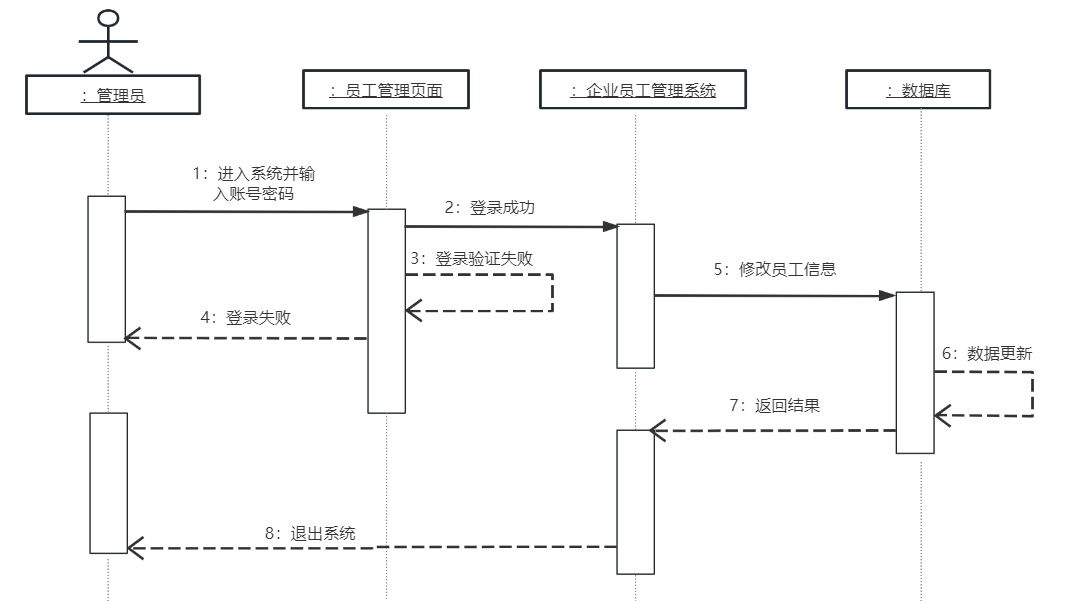 ：管理员
：员工管理页面
：企业员工管理系统
：数据库
1：进入系统并输
入账号密码
2：登录成功
3：登录验证失败
5：修改员工信息
4：登录失败
6：数据更新
7：返回结果
8：退出系统